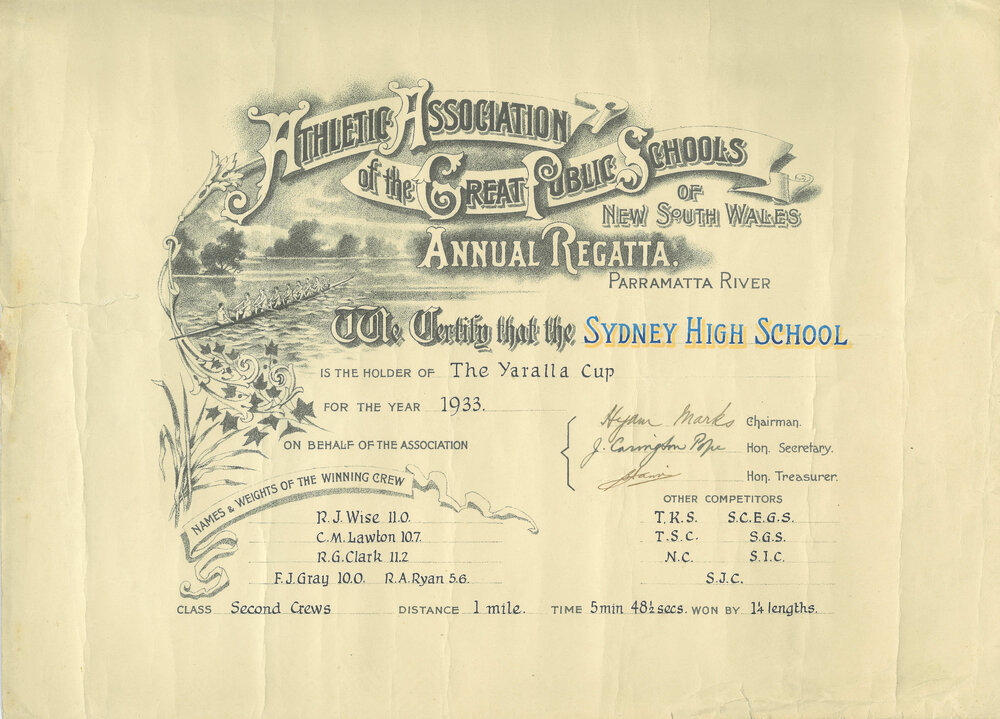 Athletic Association
of the Great Public Schools
of
New South Wales
Annual Regatta.
Parramatta River
We Certify that the Sydney High School
is the holder of The Yaralla Cup
for the year 1933.
Hyam Marks Chairman.
On behalf of the Association
J. Carington Pope Hon. Secretary.
Hon. Treasurer.
Names & Weights of the Winning Crew
R.J. Wise 11.0.
C.M. Lawton 10.7.
R.G. Clark 11.2
F.J. Gray 10.0. R.A. Ryan 5.6.
Other Competitors
T.K.S. S.C.E.G.S.
T.S.C. S.G.S.
N.C. S.I.C.
S.J.C.
Class Second Crews Distance 1 mile. Time 5 min 48½ secs. Won by 1¼ lengths.